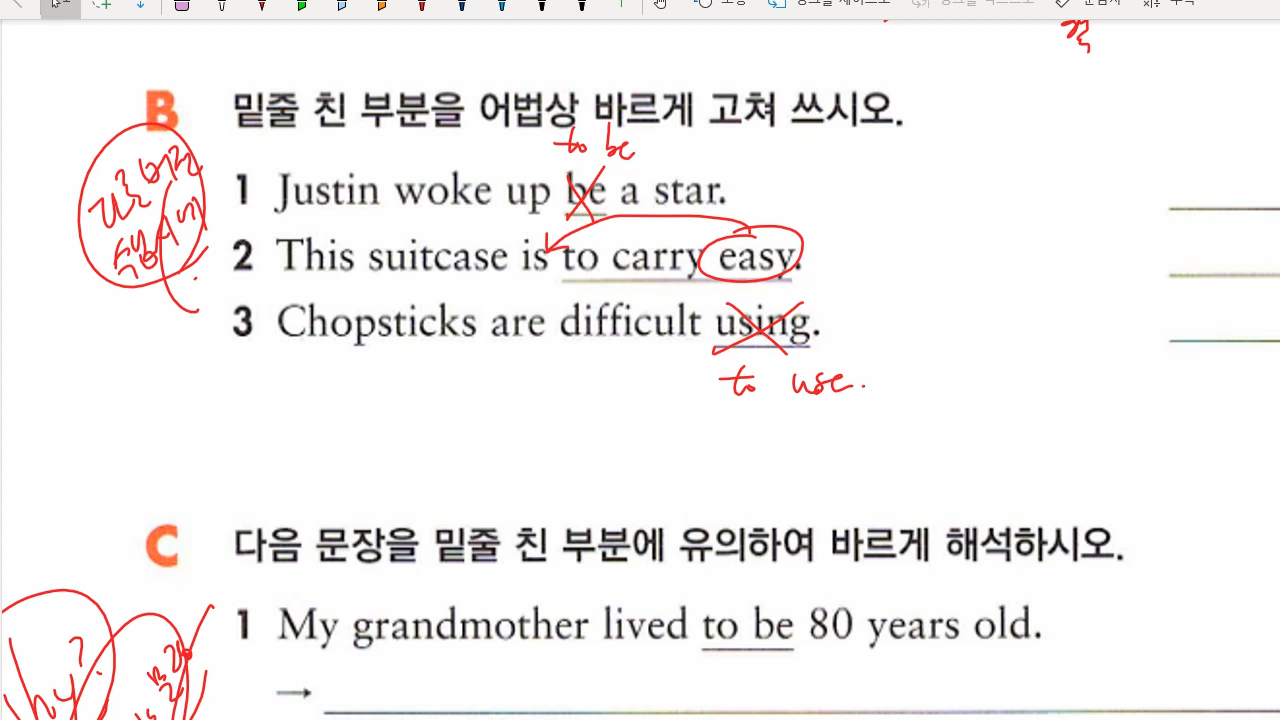 B 밑줄 친 부분을 어법상 바르게 고쳐 쓰시오.
to be
1 Justin woke up be a star.
2 This suitcase is to carry easy.
3 Chopsticks are difficult using.
to use.
C 다음 문장을 밑줄 친 부분에 유의하여 바르게 해석하시오.
1 My grandmother lived to be 80 years old.
→